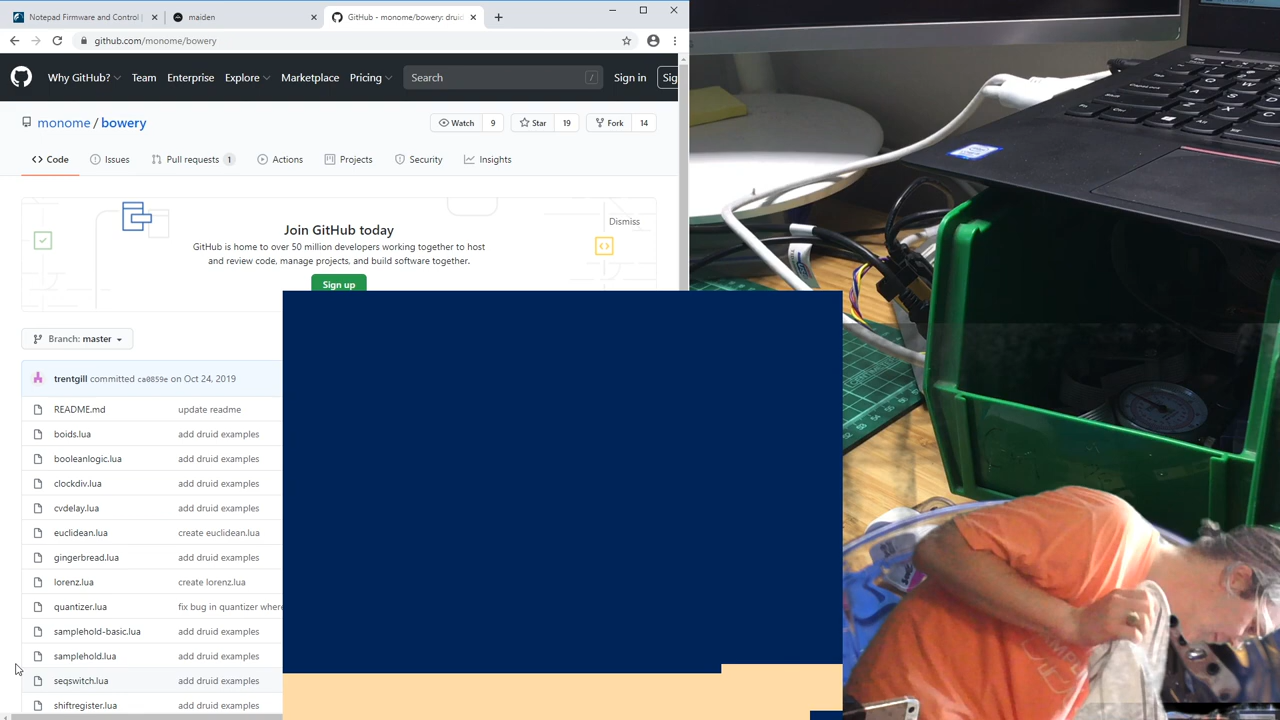 Notepad Firmware and Control
maiden
GitHub - monome/bowery: druid
github.com/monome/bowery
Why GitHub? Team Enterprise Explore Marketplace Pricing Search / Sign in Sig
monome / bowery
Watch 9 Star 19 Fork 14
Code Issues Pull requests 1 Actions Projects Security Insights
Join GitHub today
Dismiss
GitHub is home to over 50 million developers working together to host
and review code, manage projects, and build software together.
Sign up
Branch: master
trentgill committed ca0859e on Oct 24, 2019
README.md update readme
boids.lua add druid examples
booleanlogic.lua add druid examples
clockdiv.lua add druid examples
cvdelay.lua add druid examples
euclidean.lua create euclidean.lua
gingerbread.lua add druid examples
lorenz.lua create lorenz.lua
quantizer.lua fix bug in quantizer where
samplehold-basic.lua add druid examples
samplehold.lua add druid examples
seqswitch.lua add druid examples
shiftregister.lua add druid examples